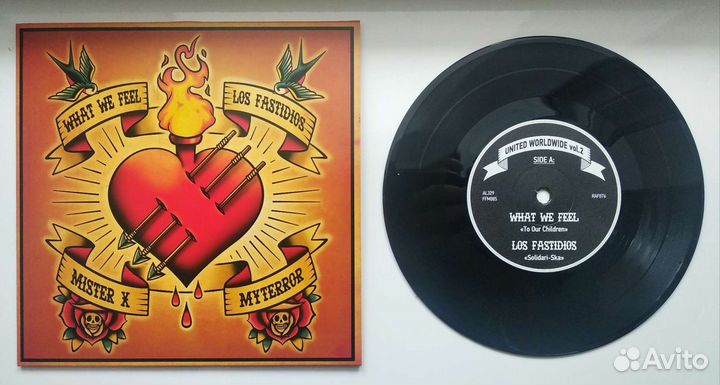 WHAT WE FEEL
LOS FASTIDIOS
MISTER X
MYTERROR
UNITED WORLDWIDE vol.2
SIDE A:
ALJ29
FFM085
RAF076
WHAT WE FEEL
«To Our Children»
LOS FASTIDIOS
«Solidari-Ska»
Avito